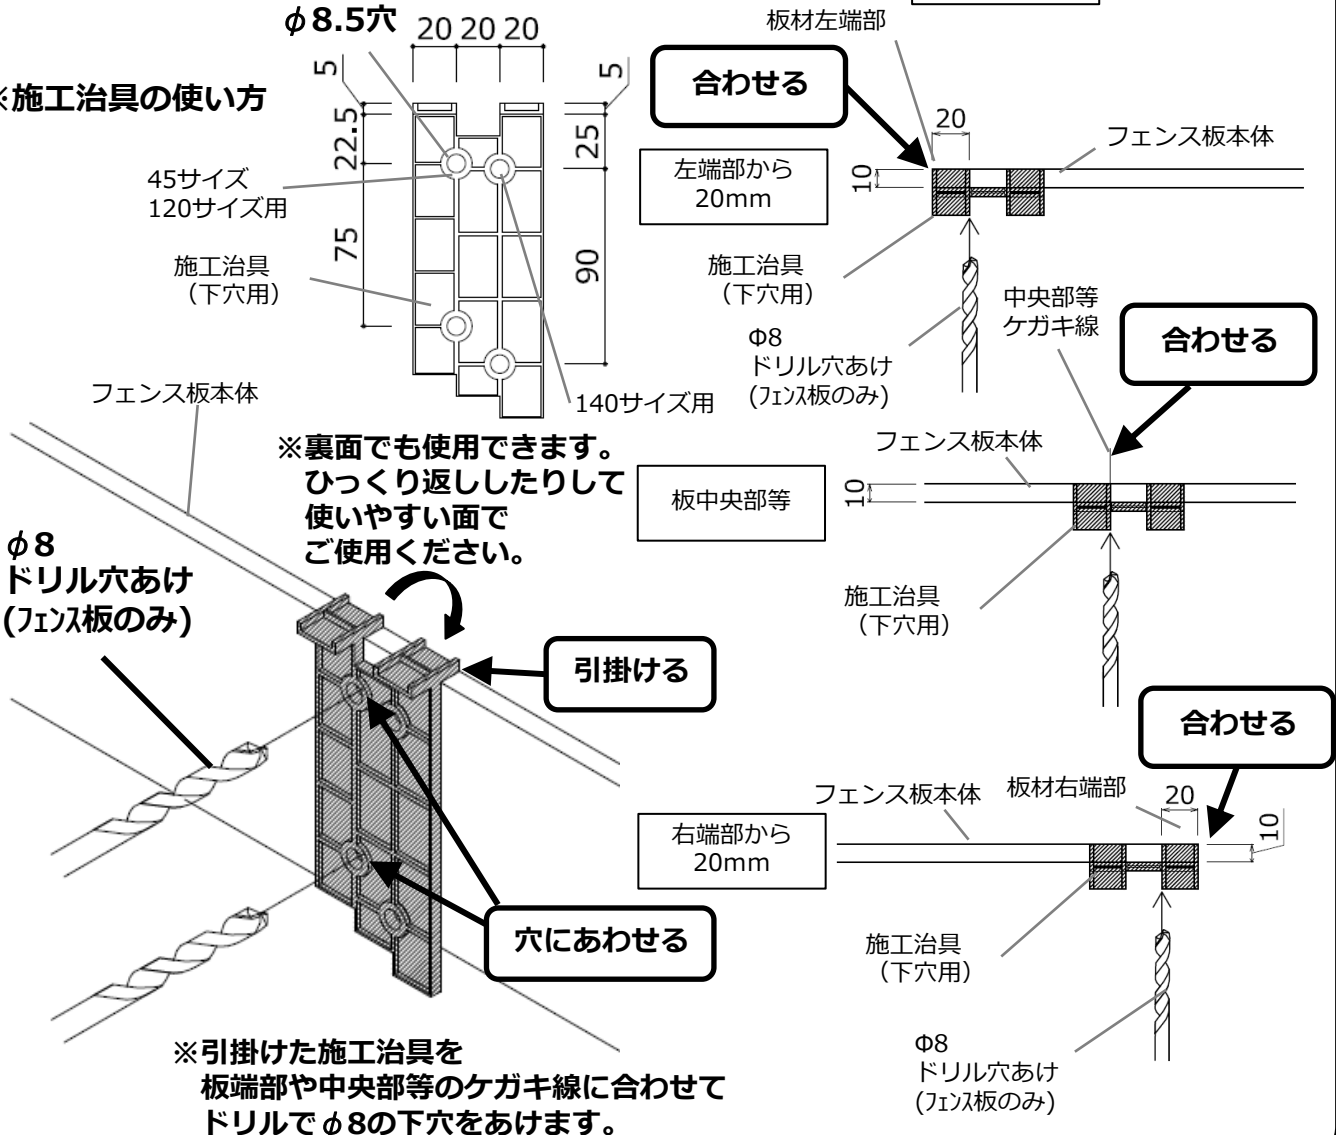 φ8.5穴
20 20 20
5
5
※施工治具の使い方
22.5
25
45サイズ
120サイズ用
75
90
施工治具
（下穴用）
140サイズ用
板材左端部
合わせる
20
フェンス板本体
10
左端部から
20mm
施工治具
（下穴用）
Φ8
ドリル穴あけ
(フェンス板のみ)
中央部等
ケガキ線
合わせる
フェンス板本体
10
板中央部等
施工治具
（下穴用）
フェンス板本体
※裏面でも使用できます。
ひっくり返ししたりして
使いやすい面で
ご使用ください。
φ8
ドリル穴あけ
(フェンス板のみ)
引掛ける
穴にあわせる
合わせる
フェンス板本体
板材右端部
20
10
右端部から
20mm
施工治具
（下穴用）
Φ8
ドリル穴あけ
(フェンス板のみ)
※引掛けた施工治具を
板端部や中央部等のケガキ線に合わせて
ドリルでφ8の下穴をあけます。